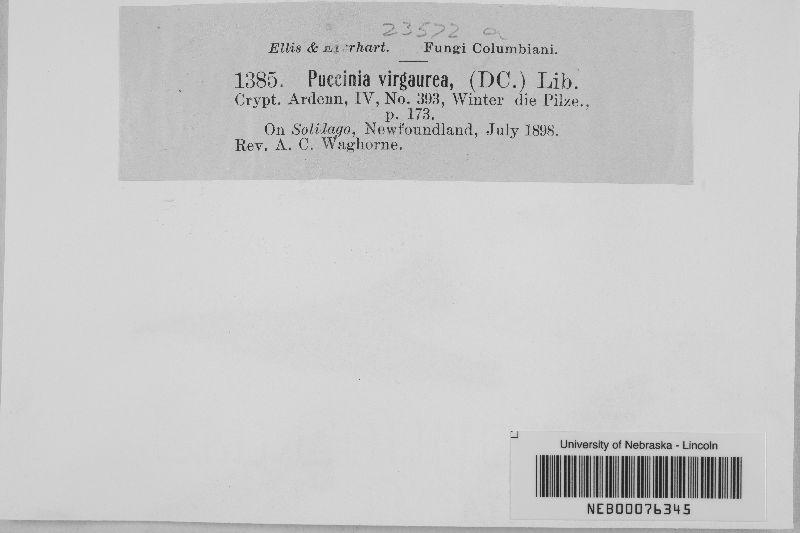 23572 a
Ellis & Everhart. Fungi Columbiani.
1385. Puccinia virgaurea, (DC.) Lib.
Crypt. Ardenn, IV, No. 393, Winter die Pilze.,
p. 173.
On Solilago, Newfoundland, July 1898.
Rev. A. C. Waghorne.
University of Nebraska - Lincoln
NEB00076345